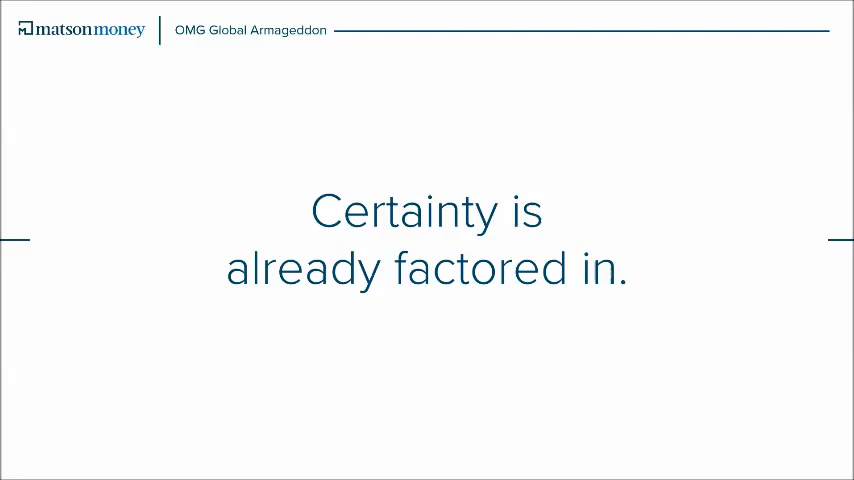 matsonmoney
OMG Global Armageddon
Certainty is
already factored in.